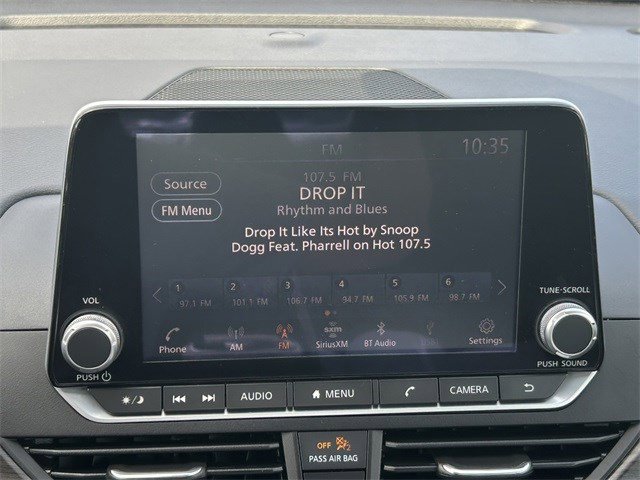 FM 10:35
107.5 FM
Source DROP IT
FM Menu Rhythm and Blues
Drop It Like Its Hot by Snoop
Dogg Feat. Pharrell on Hot 107.5
1 2 3 4 5 6
97.1 FM 101.1 FM 106.7 FM 94.7 FM 105.9 FM 98.7 FM
VOL TUNE·SCROLL
sxm
Phone AM FM SiriusXM BT Audio USB Settings
PUSH PUSH SOUND
AUDIO MENU CAMERA
OFF
PASS AIR BAG